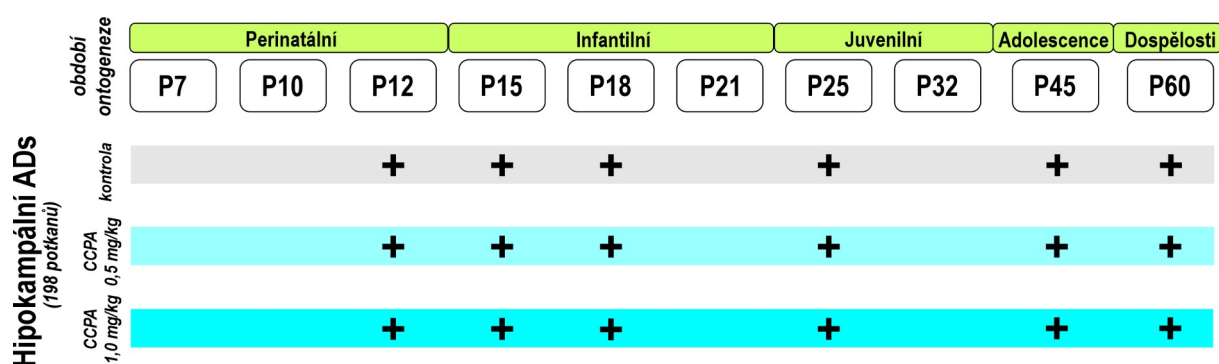 období
ontogeneze
Perinatální Infantilní Juvenilní Adolescence Dospělosti
P7 P10 P12 P15 P18 P21 P25 P32 P45 P60
Hipokampální ADs
(198 potkanů)
kontrola
+ + + + + +
CCPA
0,5 mg/kg
+ + + + + +
CCPA
1,0 mg/kg
+ + + + + +